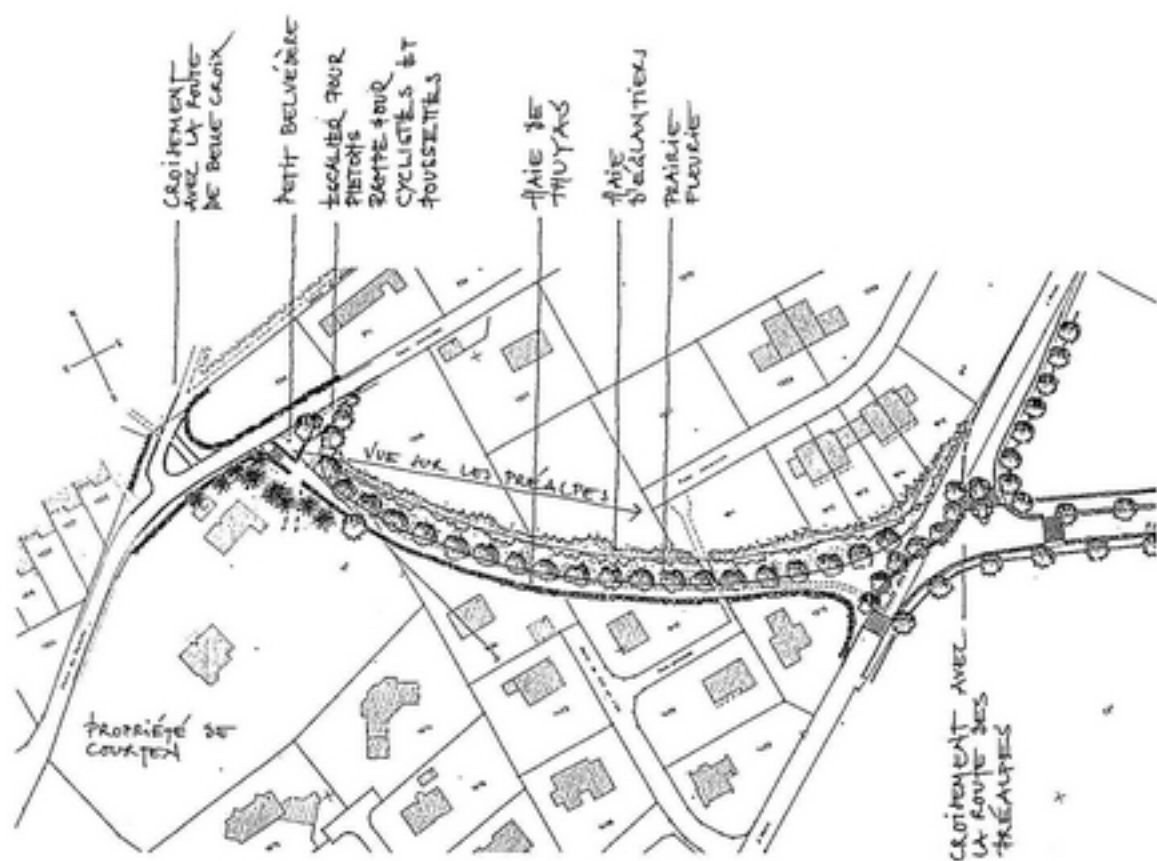 CROISEMENT
AVEC LA ROUTE
DE BELLE CROIX
PETIT BELVÉDÈRE
ESCALIER POUR
PIETONS
RAMPE POUR
CYCLISTES ET
POUSSETTES
HAIE DE
THUYAS
HAIE
D'ÉGLANTIERS
PRAIRIE
FLEURIE
VUE SUR LES PRÉALPES
PROPRIÉTÉ DE
COURTEN
CROISEMENT AVEC
LA ROUTE DES
PRÉALPES